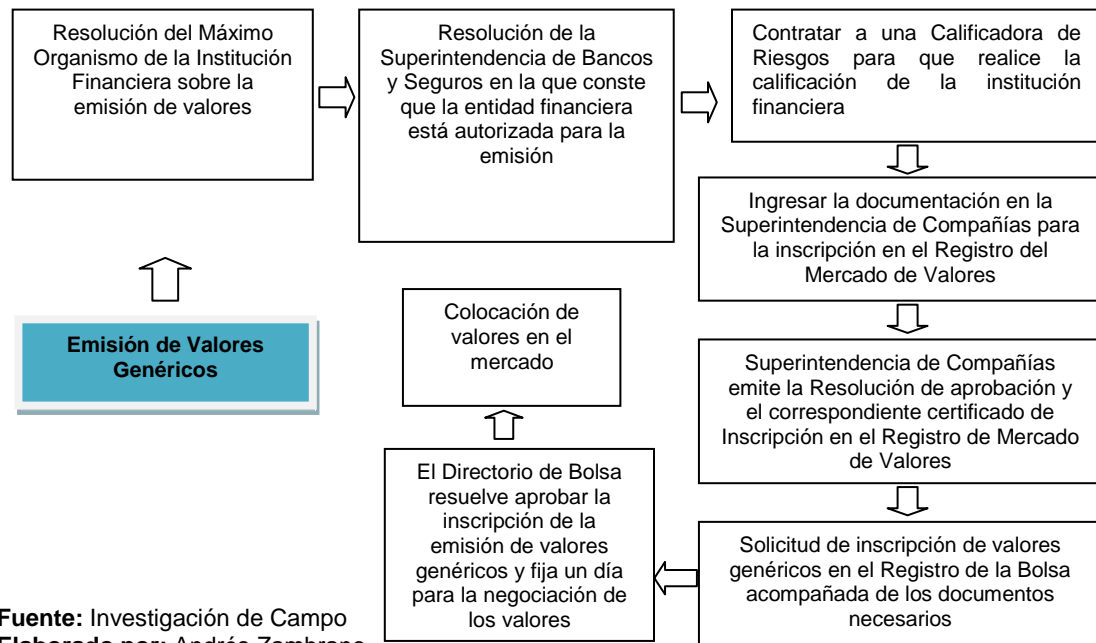 Resolución del Máximo
Organismo de la Institución
Financiera sobre la
emisión de valores
Resolución de la
Superintendencia de Bancos
y Seguros en la que conste
que la entidad financiera
está autorizada para la
emisión
Contratar a una Calificadora de
Riesgos para que realice la
calificación de la institución
financiera
Ingresar la documentación en la
Superintendencia de Compañías para
la inscripción en el Registro del
Mercado de Valores
Emisión de Valores
Genéricos
Colocación de
valores en el
mercado
Superintendencia de Compañías
emite la Resolución de aprobación y
el correspondiente certificado de
Inscripción en el Registro de Mercado
de Valores
El Directorio de Bolsa
resuelve aprobar la
inscripción de la
emisión de valores
genéricos y fija un día
para la negociación de
los valores
Solicitud de inscripción de valores
genéricos en el Registro de la Bolsa
acompañada de los documentos
necesarios
Fuente: Investigación de Campo
Elaborado por: Andrés Zambrano